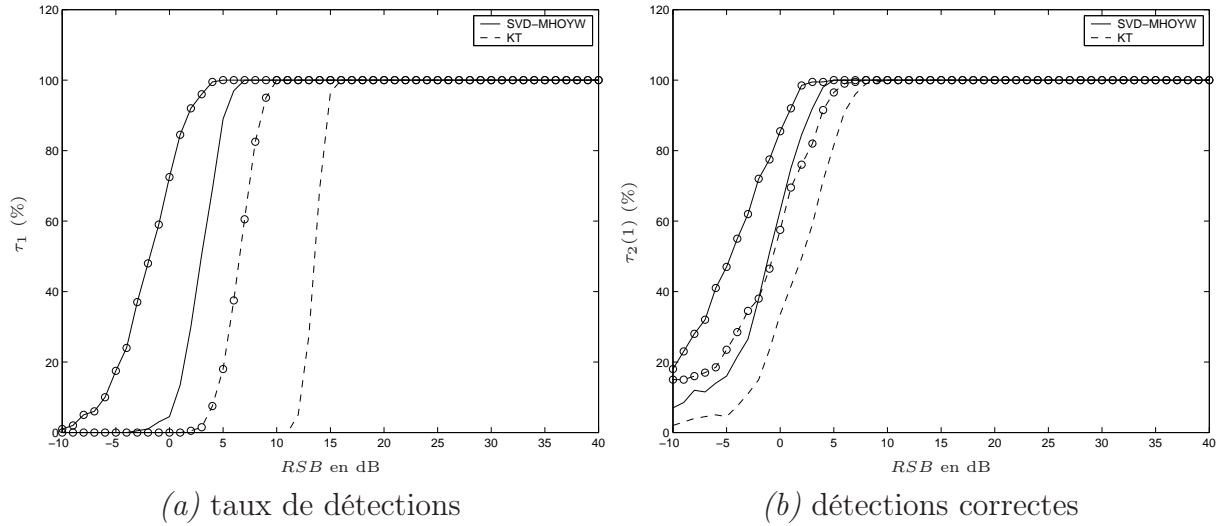 120
100
80
60
40
20
0
τ1 (%)
SVD−MHOYW
KT
−10 −5 0 5 10 15 20 25 30 35 40
RSB en dB
(a) taux de détections
120
100
80
60
40
20
0
τ2(1) (%)
SVD−MHOYW
KT
−10 −5 0 5 10 15 20 25 30 35 40
RSB en dB
(b) détections correctes